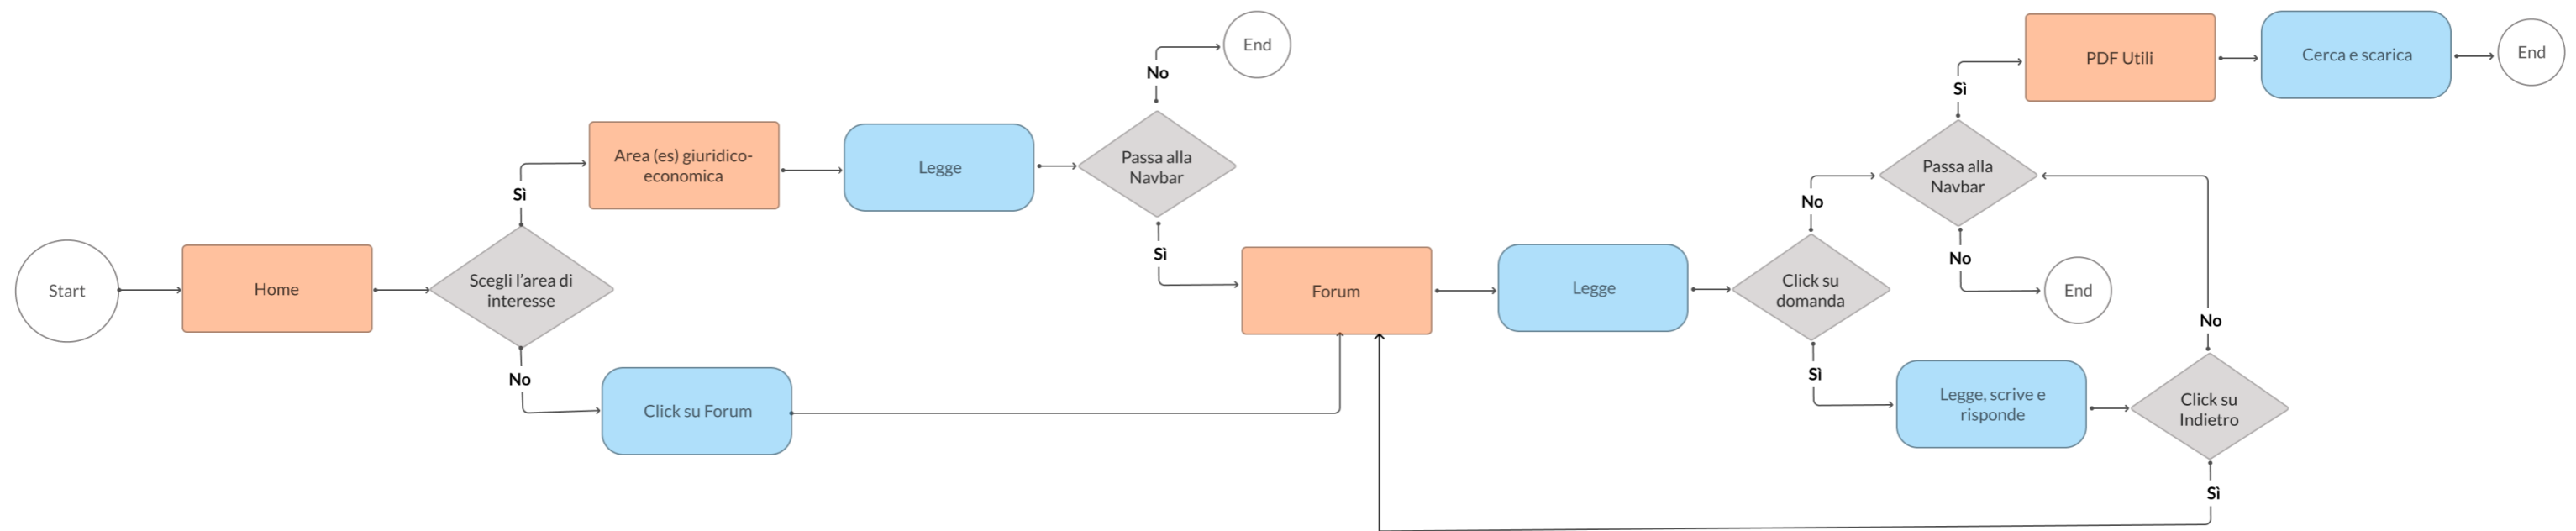 Start
Home
Scegli l’area di
interesse
Sì
Area (es) giuridico-
economica
Legge
Passa alla
Navbar
No
End
Sì
No
Click su Forum
Forum
Legge
Click su
domanda
No
Passa alla
Navbar
Sì
PDF Utili
Cerca e scarica
End
No
End
Sì
Legge, scrive e
risponde
Click su
Indietro
No
Sì